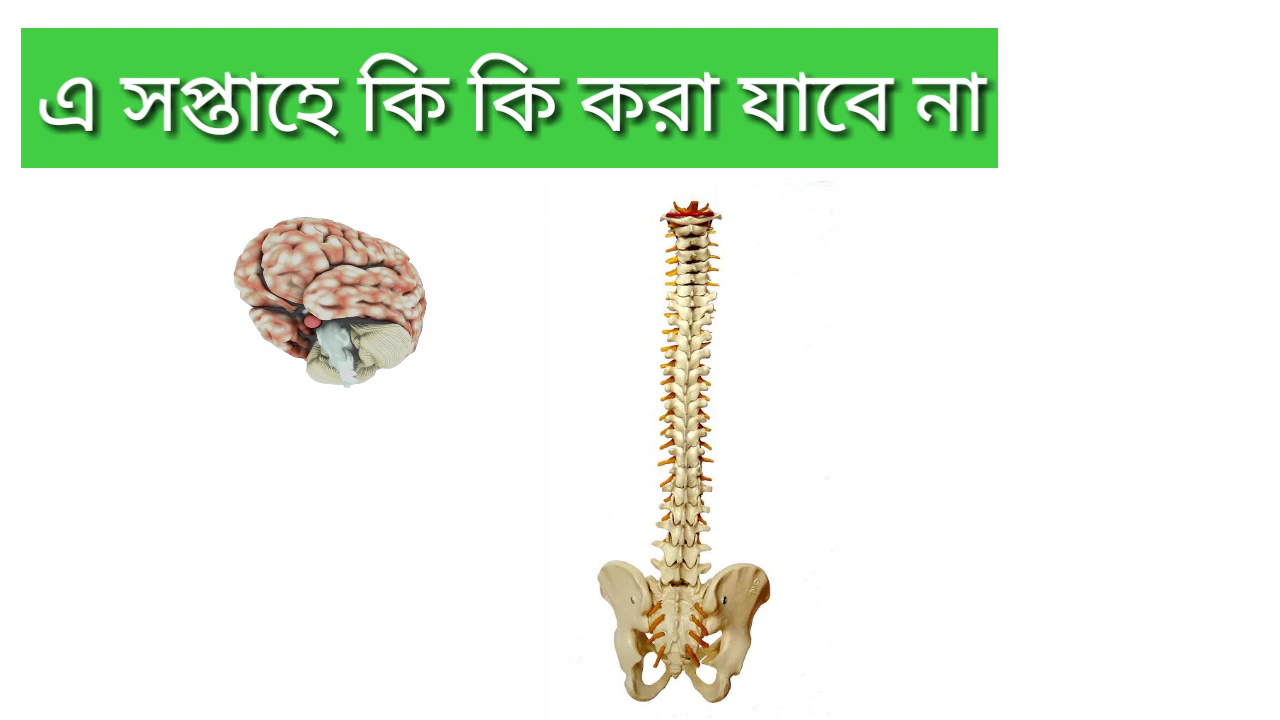 এ সপ্তাহে কি কি করা যাবে না